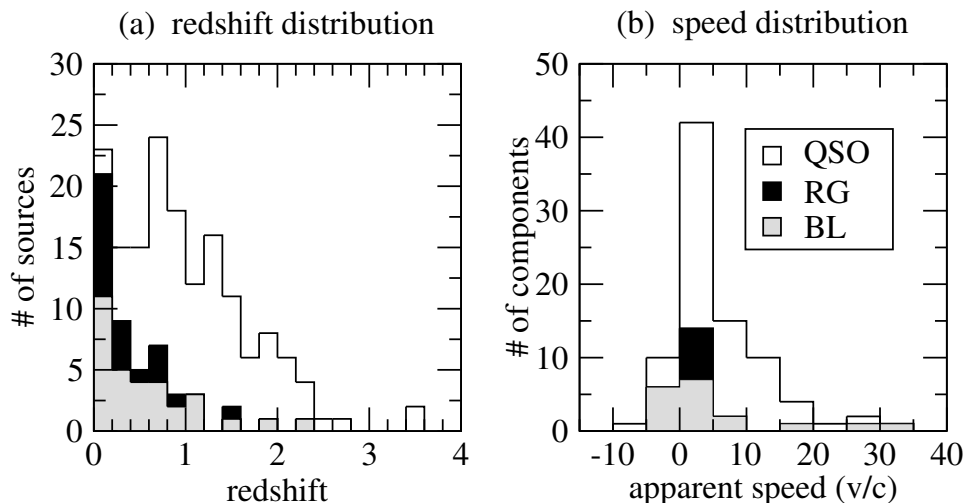 (a) redshift distribution
30
25
20
15
10
5
0
# of sources
0 1 2 3 4
redshift
(b) speed distribution
50
40
30
20
10
0
# of components
QSO
RG
BL
-10 0 10 20 30 40
apparent speed (v/c)